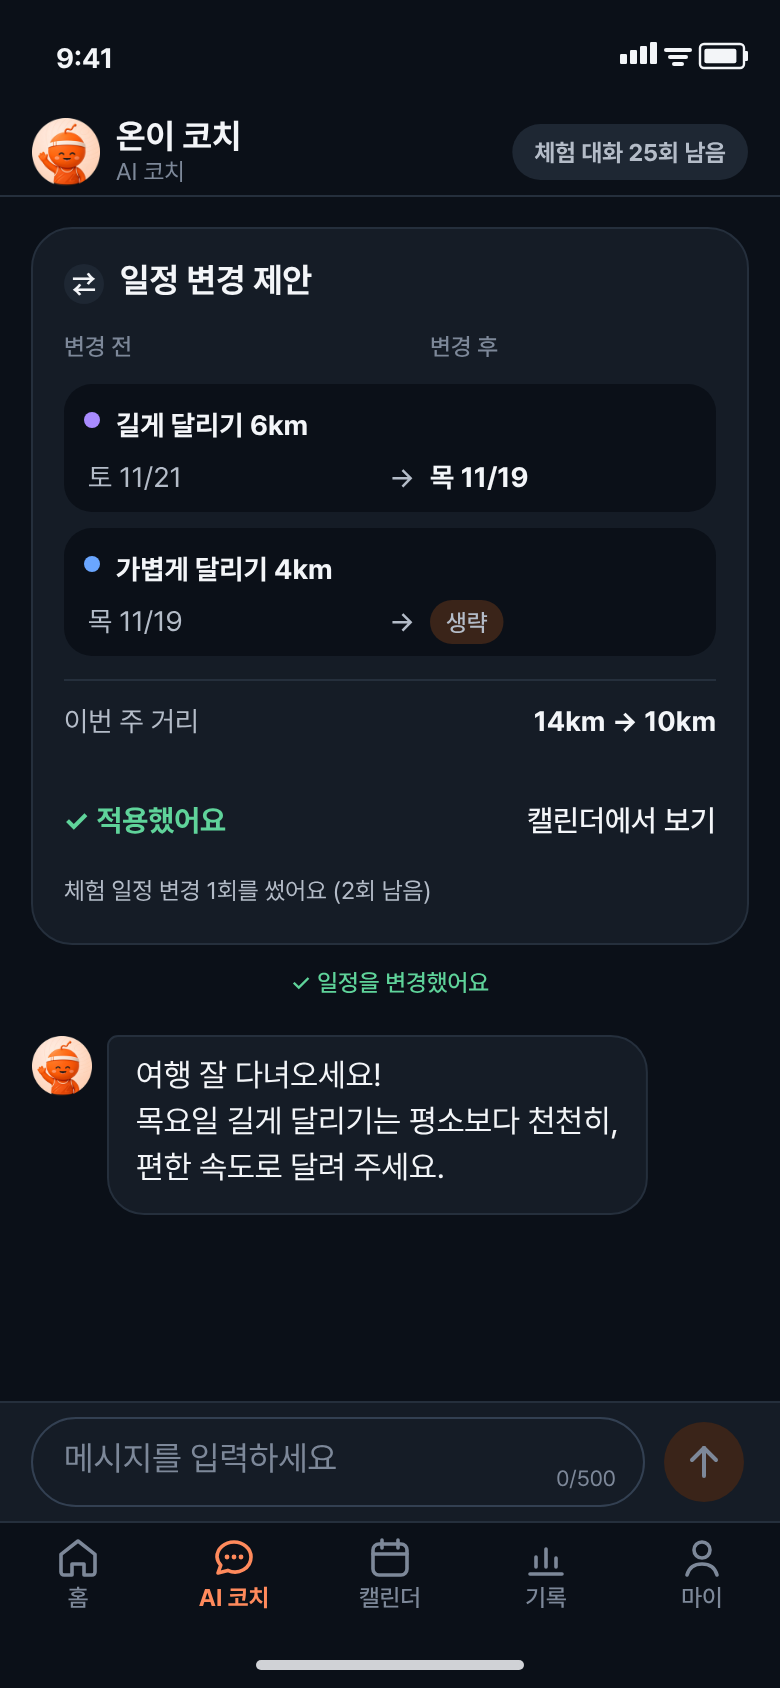 9:41
온이 코치
AI 코치
체험 대화 25회 남음
일정 변경 제안
변경 전 변경 후
길게 달리기 6km
토 11/21 → 목 11/19
가볍게 달리기 4km
목 11/19 → 생략
이번 주 거리 14km → 10km
✓ 적용했어요 캘린더에서 보기
체험 일정 변경 1회를 썼어요 (2회 남음)
✓ 일정을 변경했어요
여행 잘 다녀오세요!
목요일 길게 달리기는 평소보다 천천히,
편한 속도로 달려 주세요.
메시지를 입력하세요
0/500
홈 AI 코치 캘린더 기록 마이